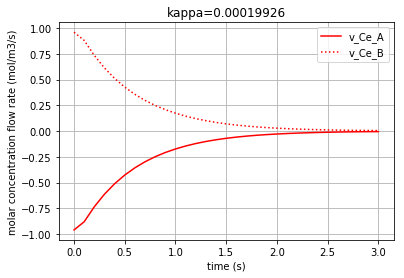 kappa=0.00019926
v_Ce_A
v_Ce_B
molar concentration flow rate (mol/m3/s)
1.00
0.75
0.50
0.25
0.00
−0.25
−0.50
−0.75
−1.00
0.0 0.5 1.0 1.5 2.0 2.5 3.0
time (s)